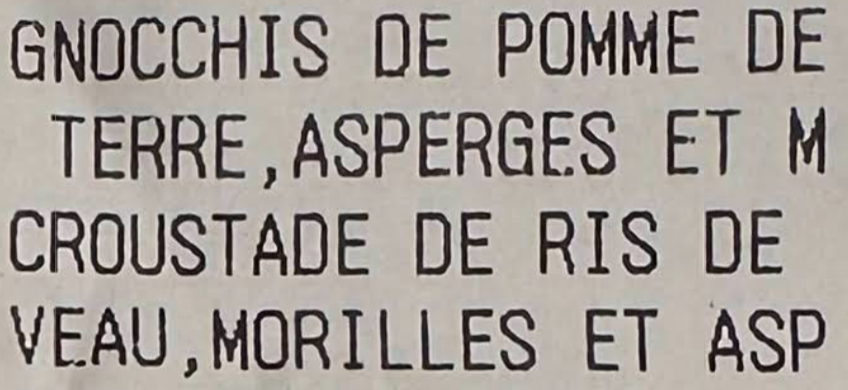 GNOCCHIS DE POMME DE
TERRE,ASPERGES ET M
CROUSTADE DE RIS DE
VEAU,MORILLES ET ASP